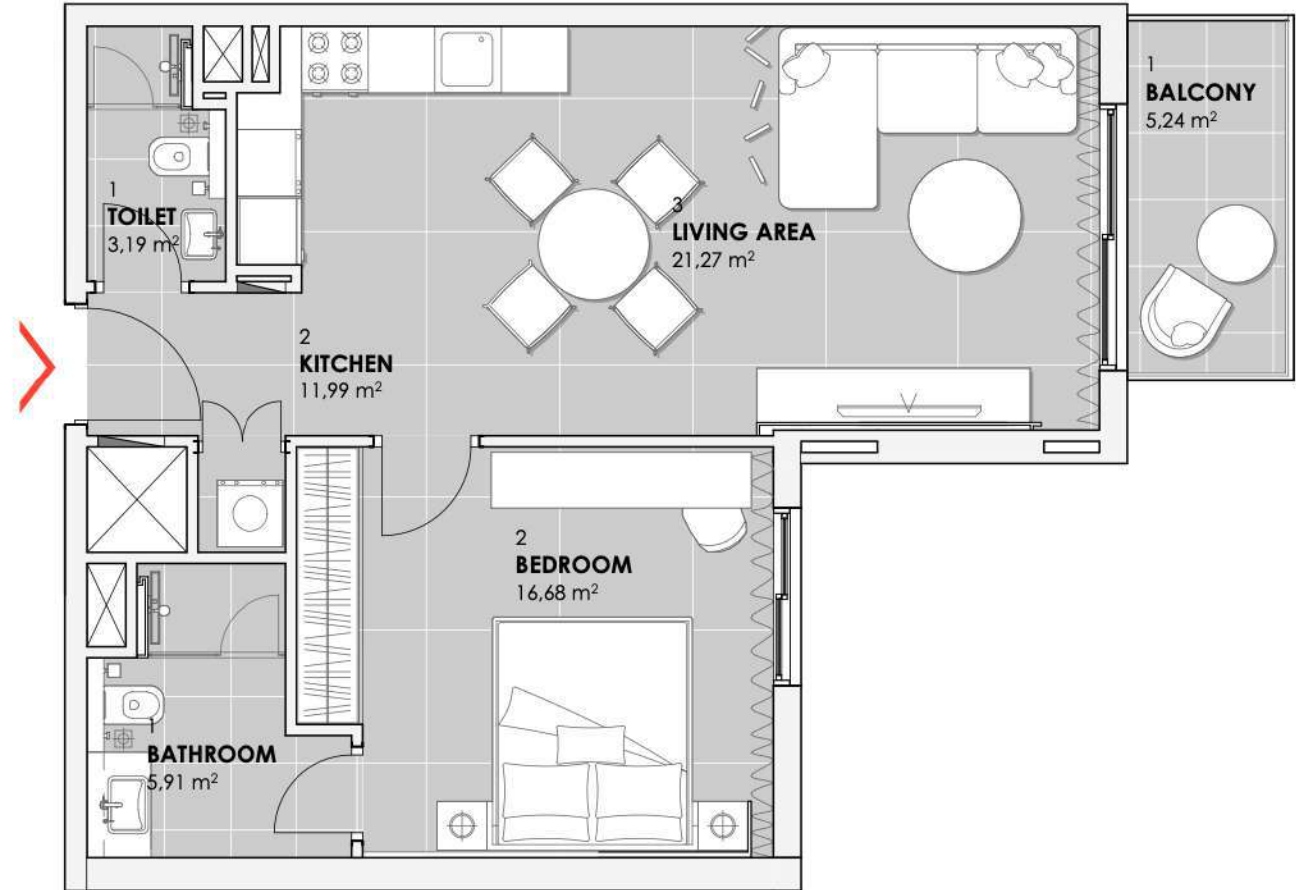 1
BALCONY
5,24 m²
1
TOILET
3,19 m²
3
LIVING AREA
21,27 m²
2
KITCHEN
11,99 m²
2
BEDROOM
16,68 m²
1
BATHROOM
5,91 m²